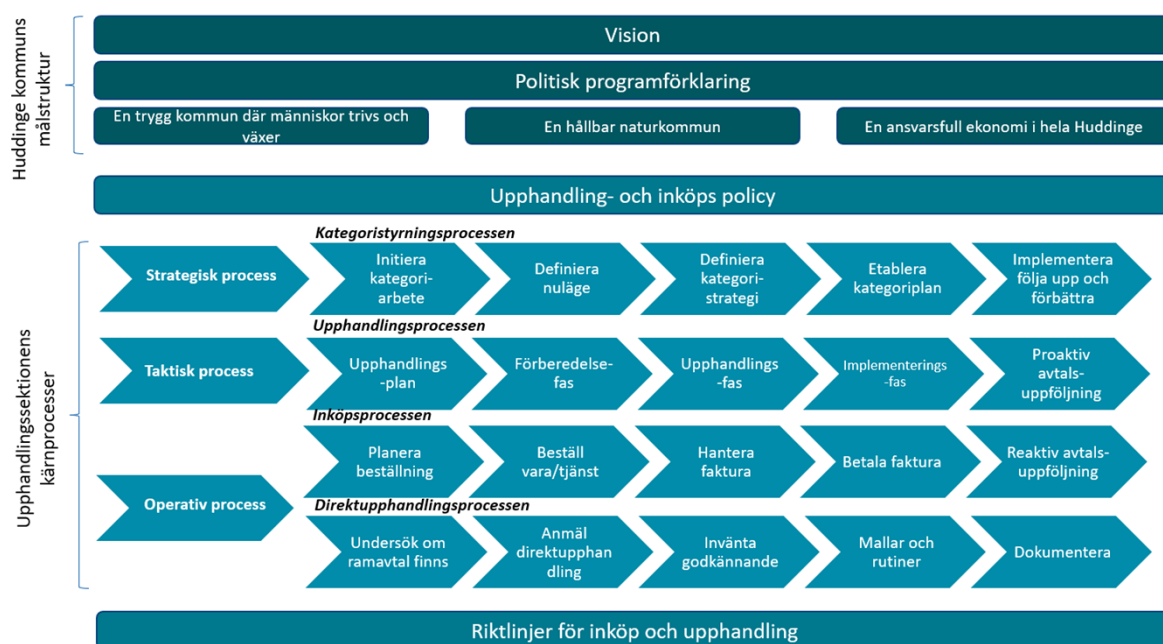 Huddinge kommuns
målstruktur
Vision
Politisk programförklaring
En trygg kommun där människor trivs och
växer
En hållbar naturkommun
En ansvarsfull ekonomi i hela Huddinge
Upphandling- och inköps policy
Upphandlingssektionens
kärnprocesser
Kategoristyrningsprocessen
Strategisk process
Initiera
kategori-
arbete
Definiera
nuläge
Definiera
kategori-
strategi
Etablera
kategoriplan
Implementera
följa upp och
förbättra
Upphandlingsprocessen
Taktisk process
Upphandlings
-plan
Förberedelse-
fas
Upphandlings
-fas
Implementerings
-fas
Proaktiv
avtals-
uppföljning
Inköpsprocessen
Operativ process
Planera
beställning
Beställ
vara/tjänst
Hantera
faktura
Betala faktura
Reaktiv avtals-
uppföljning
Direktupphandlingsprocessen
Undersök om
ramavtal finns
Anmäl
direktupphan
dling
Invänta
godkännande
Mallar och
rutiner
Dokumentera
Riktlinjer för inköp och upphandling